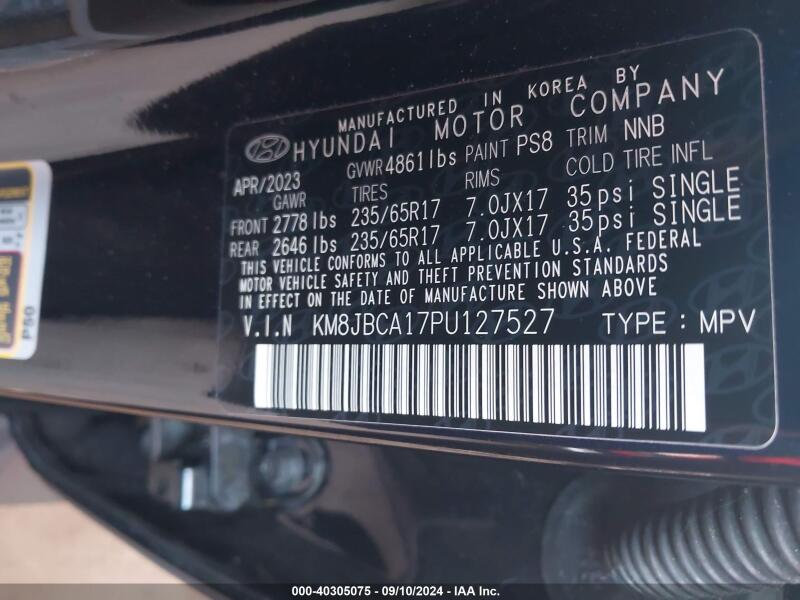 MANUFACTURED IN KOREA BY
HYUNDAI MOTOR COMPANY
APR/2023 GVWR 4861 lbs PAINT PS8 TRIM NNB
GAWR TIRES RIMS COLD TIRE INFL
FRONT 2778 lbs 235/65R17 7.0JX17 35psi SINGLE
REAR 2646 lbs 235/65R17 7.0JX17 35psi SINGLE
THIS VEHICLE CONFORMS TO ALL APPLICABLE U.S.A. FEDERAL
MOTOR VEHICLE SAFETY AND THEFT PREVENTION STANDARDS
IN EFFECT ON THE DATE OF MANUFACTURE SHOWN ABOVE
V.I.N KM8JBCA17PU127527 TYPE : MPV
P50
000-40305075 - 09/10/2024 - IAA Inc.